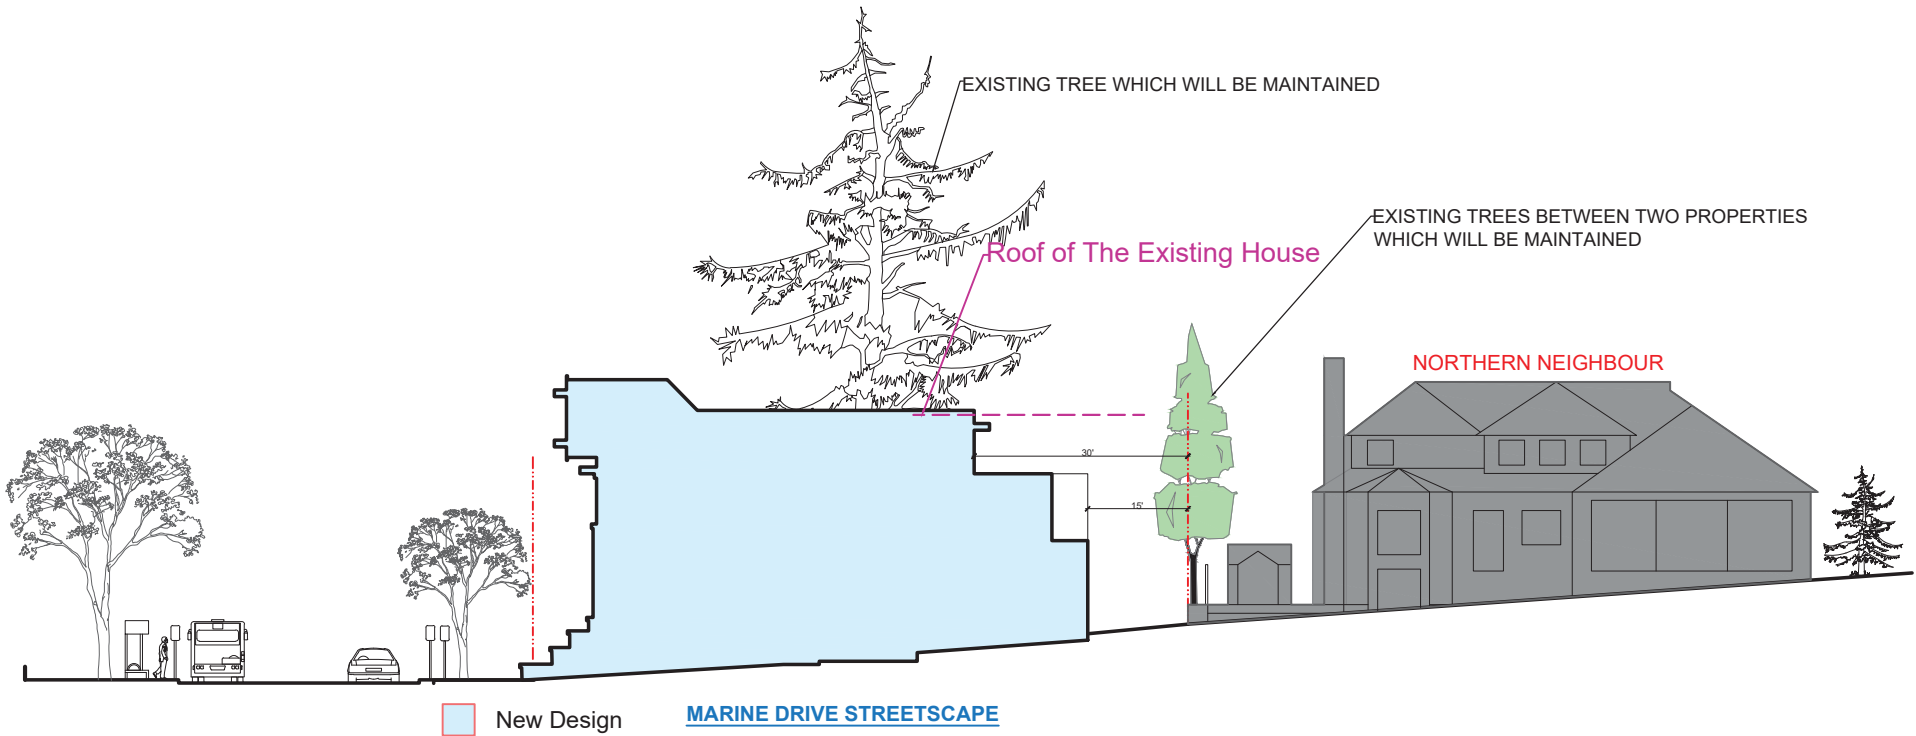 EXISTING TREE WHICH WILL BE MAINTAINED
EXISTING TREES BETWEEN TWO PROPERTIES
WHICH WILL BE MAINTAINED
Roof of The Existing House
NORTHERN NEIGHBOUR
30'
15'
New Design
MARINE DRIVE STREETSCAPE